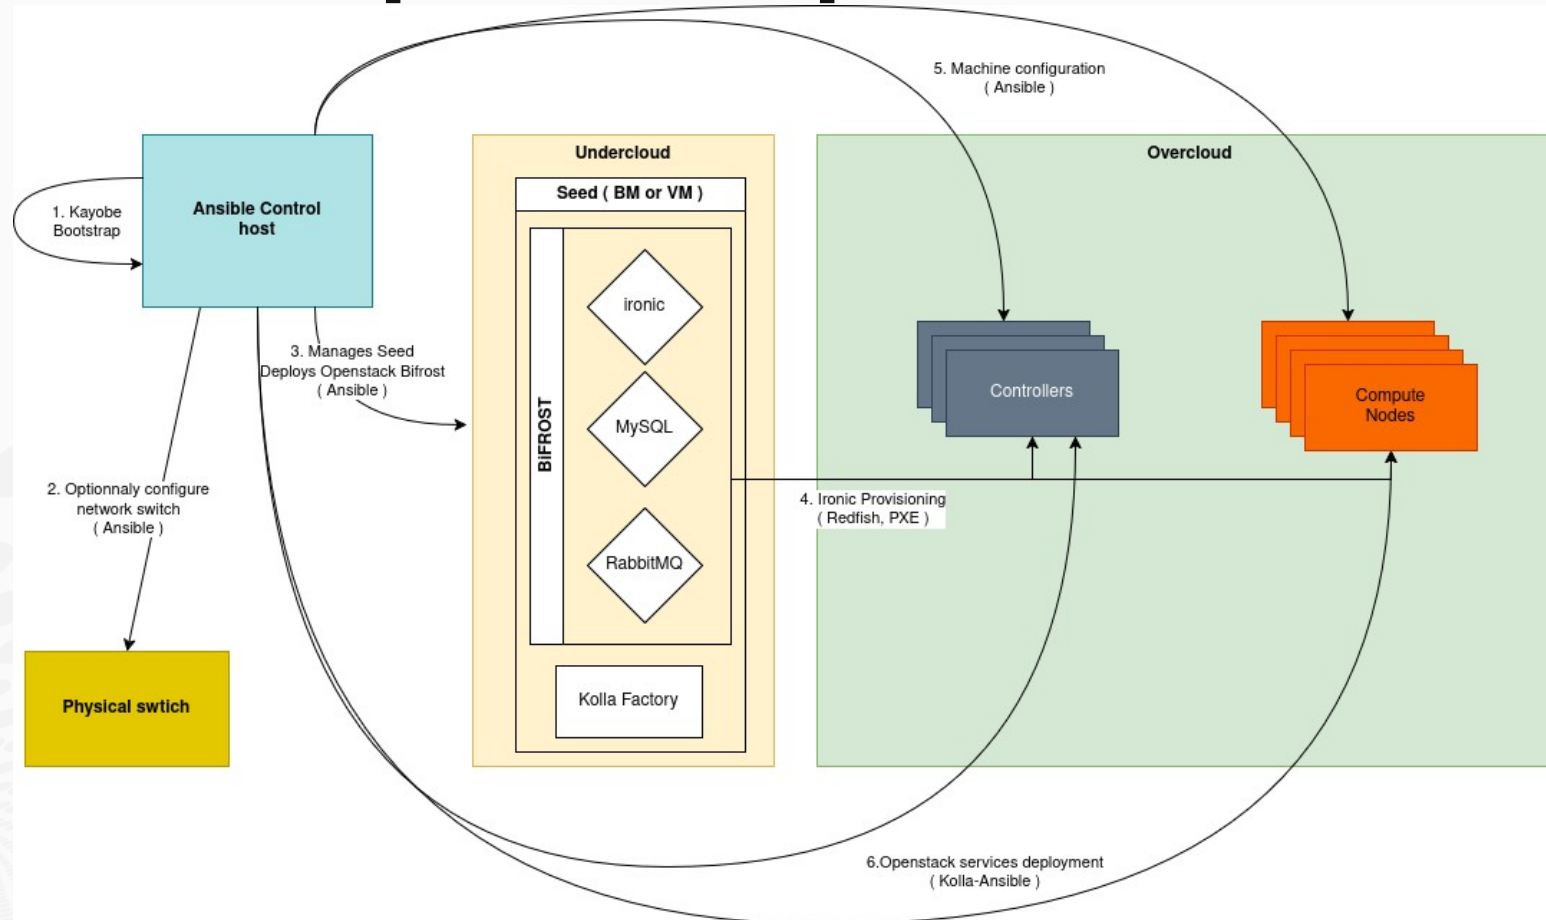 5. Machine configuration
( Ansible )
Undercloud
Overcloud
Seed ( BM or VM )
Ansible Control
host
1. Kayobe
Bootstrap
ironic
3. Manages Seed
Deploys Openstack Bifrost
( Ansible )
Controllers
Compute
Nodes
BiFROST
MySQL
2. Optionnaly configure
network switch
( Ansible )
4. Ironic Provisioning
( Redfish, PXE )
RabbitMQ
Kolla Factory
Physical swtich
6.Openstack services deployment
( Kolla-Ansible )